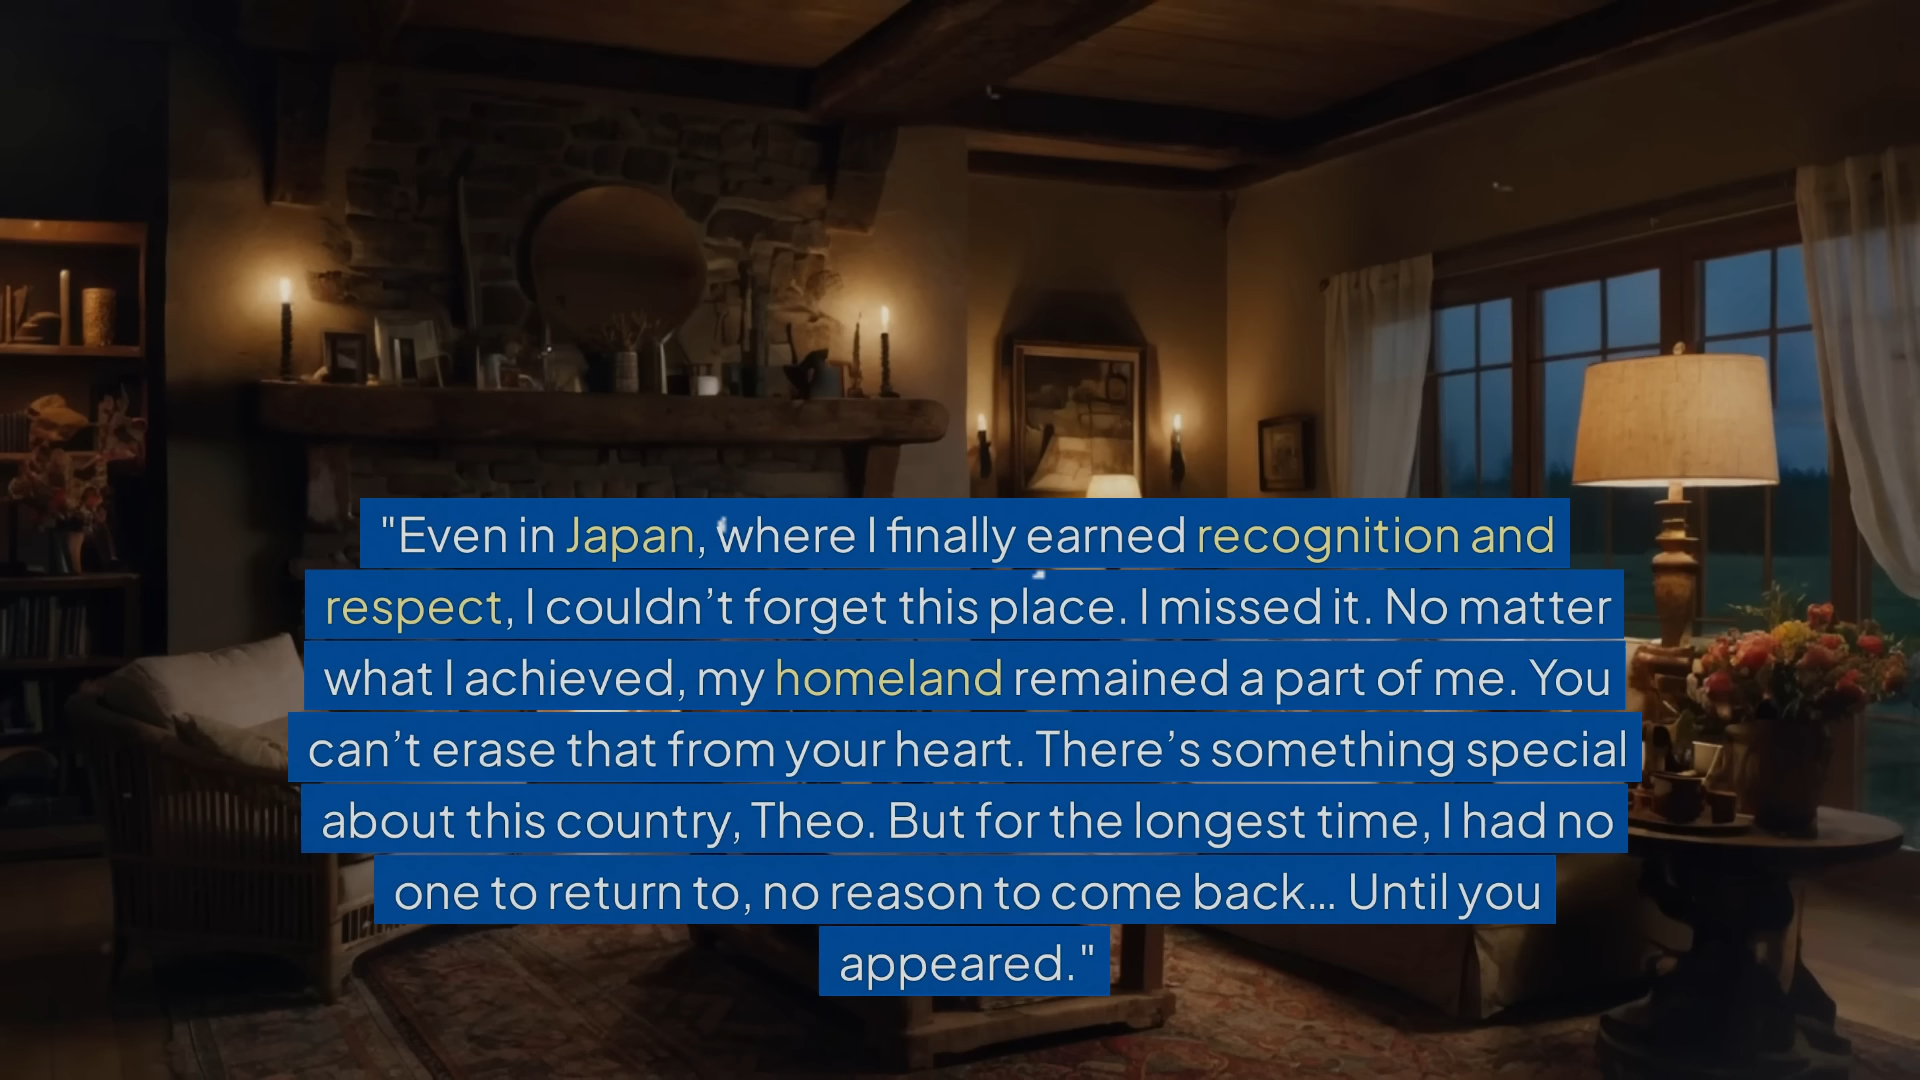 "Even in Japan, where I finally earned recognition and
respect, I couldn’t forget this place. I missed it. No matter
what I achieved, my homeland remained a part of me. You
can’t erase that from your heart. There’s something special
about this country, Theo. But for the longest time, I had no
one to return to, no reason to come back... Until you
appeared."